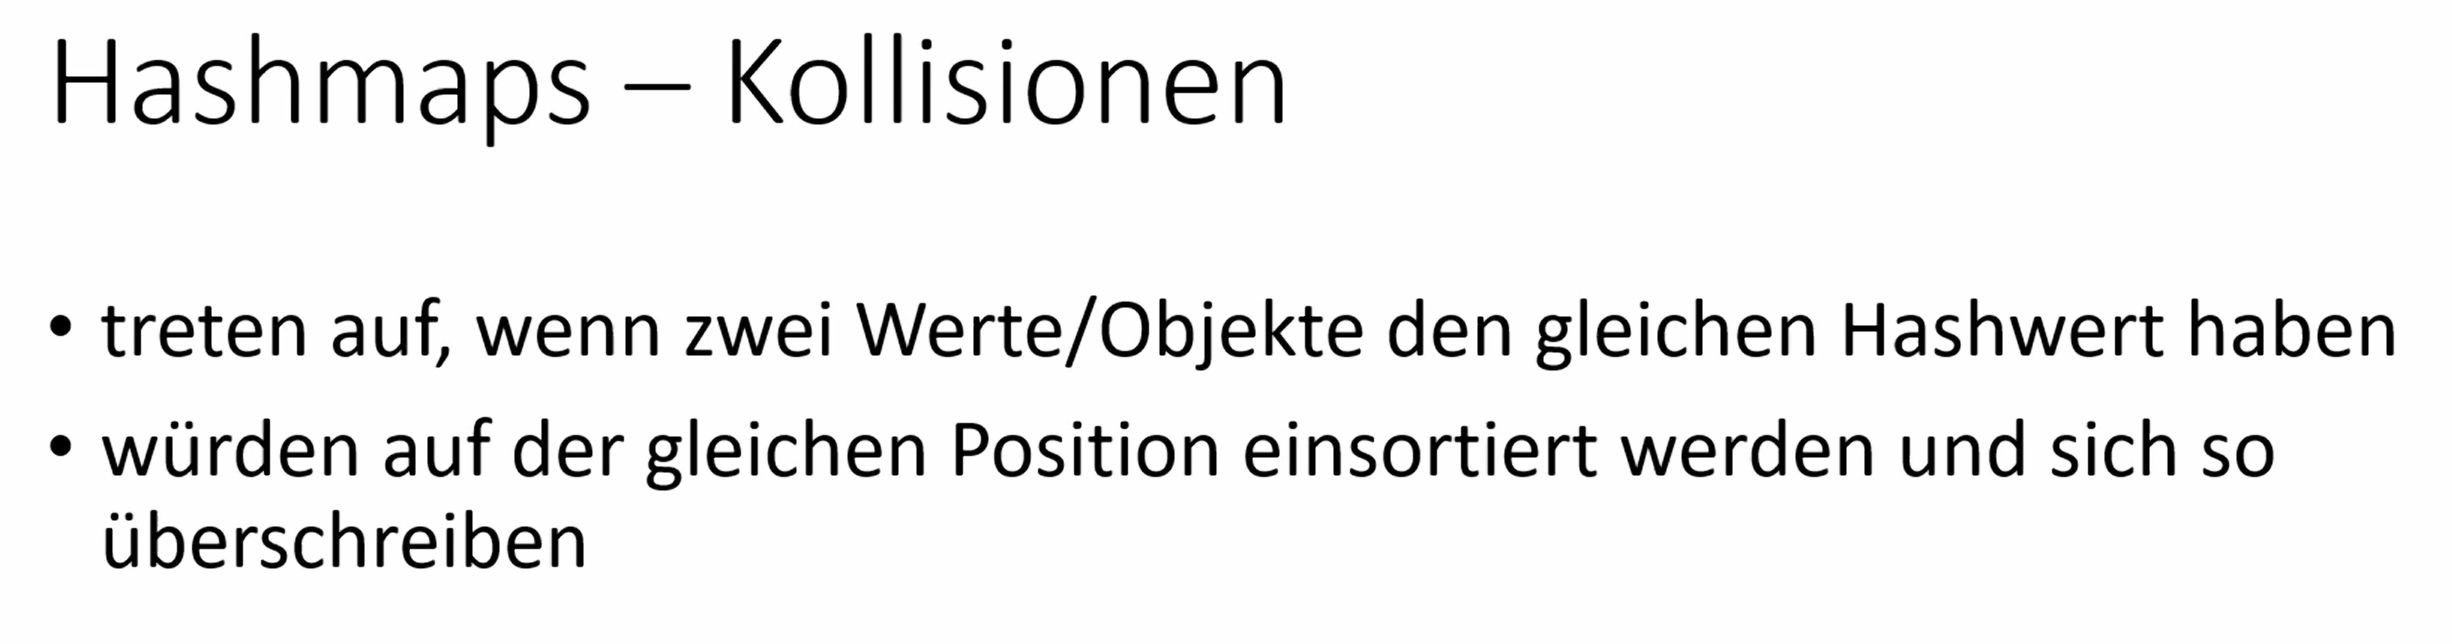 Hashmaps – Kollisionen
• treten auf, wenn zwei Werte/Objekte den gleichen Hashwert haben
• würden auf der gleichen Position einsortiert werden und sich so
überschreiben